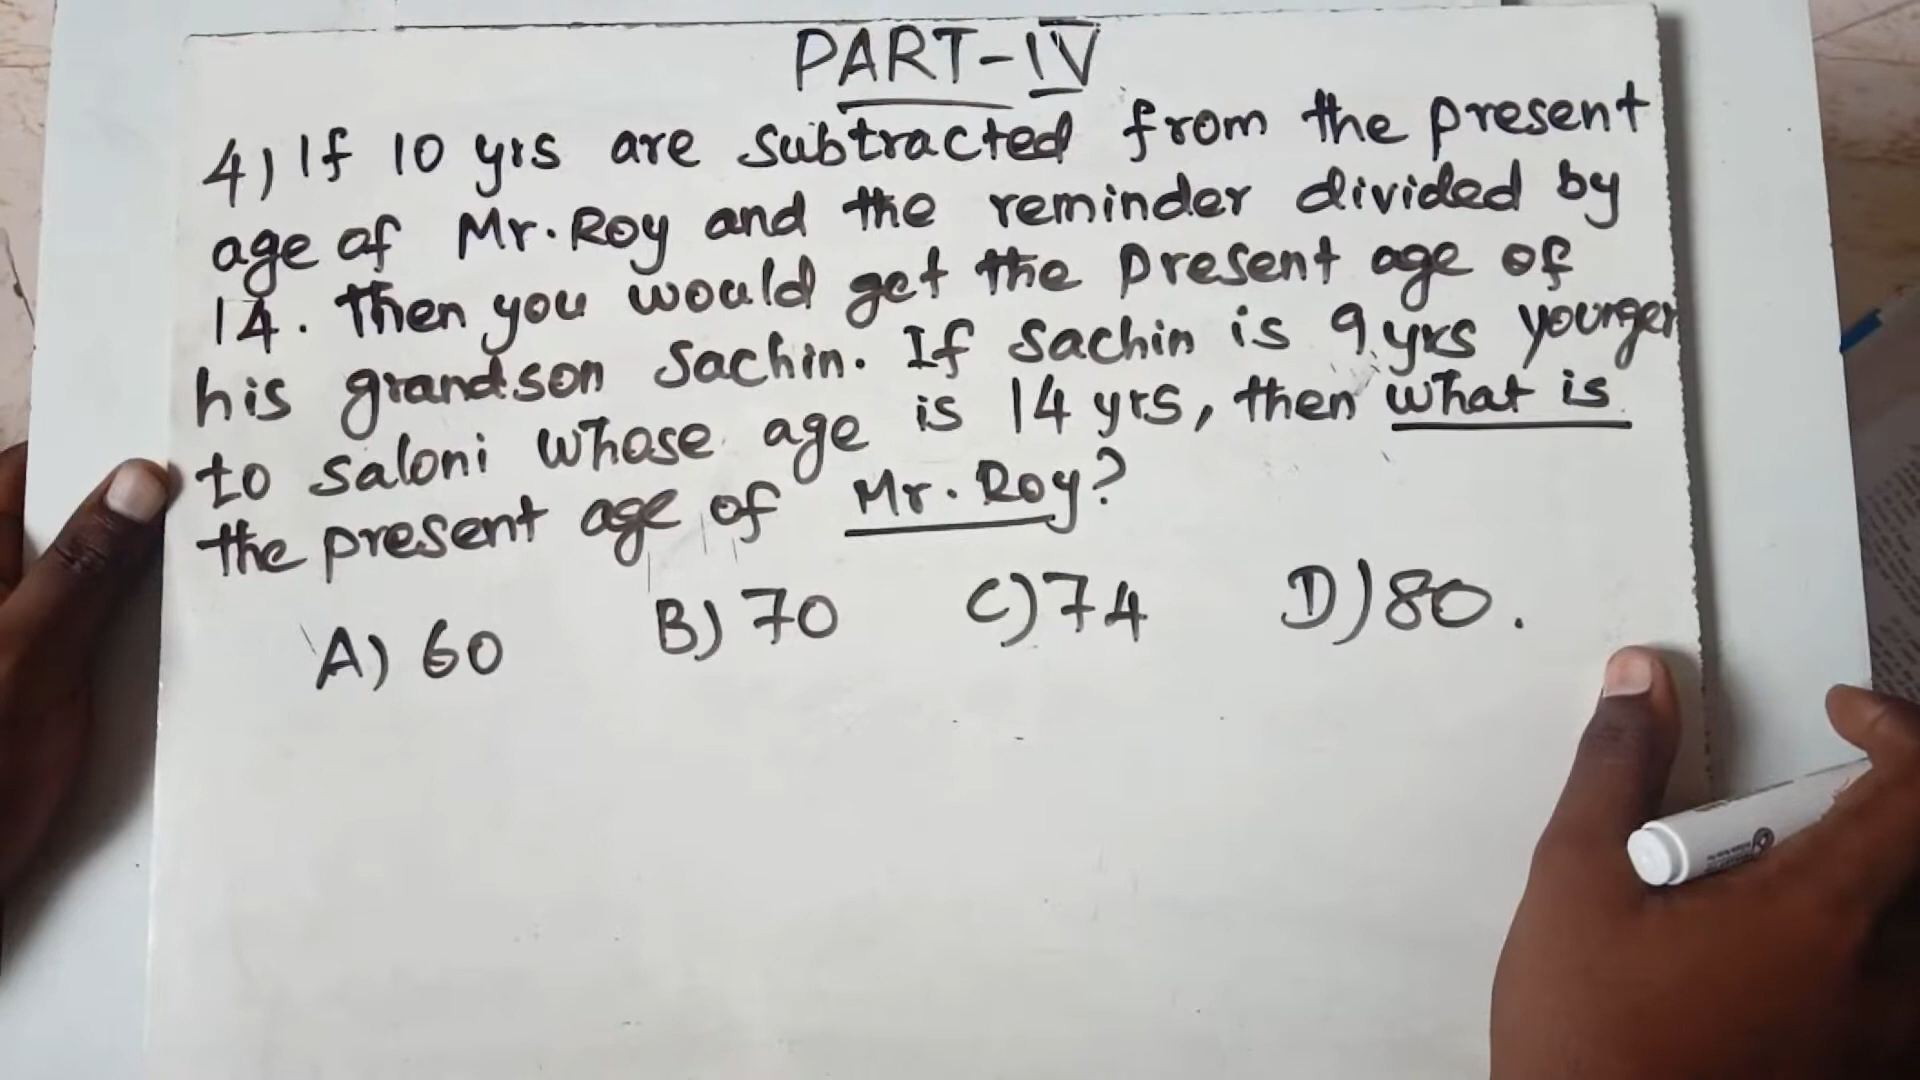 PART-IV
4) If 10 yrs are subtracted from the present
age of Mr. Roy and the reminder divided by
14. Then you would get the present age of
his grandson Sachin. If Sachin is 9 yrs younger
to saloni whose age is 14 yrs, then what is
the present age of Mr. Roy?
A) 60 B) 70 C) 74 D) 80.